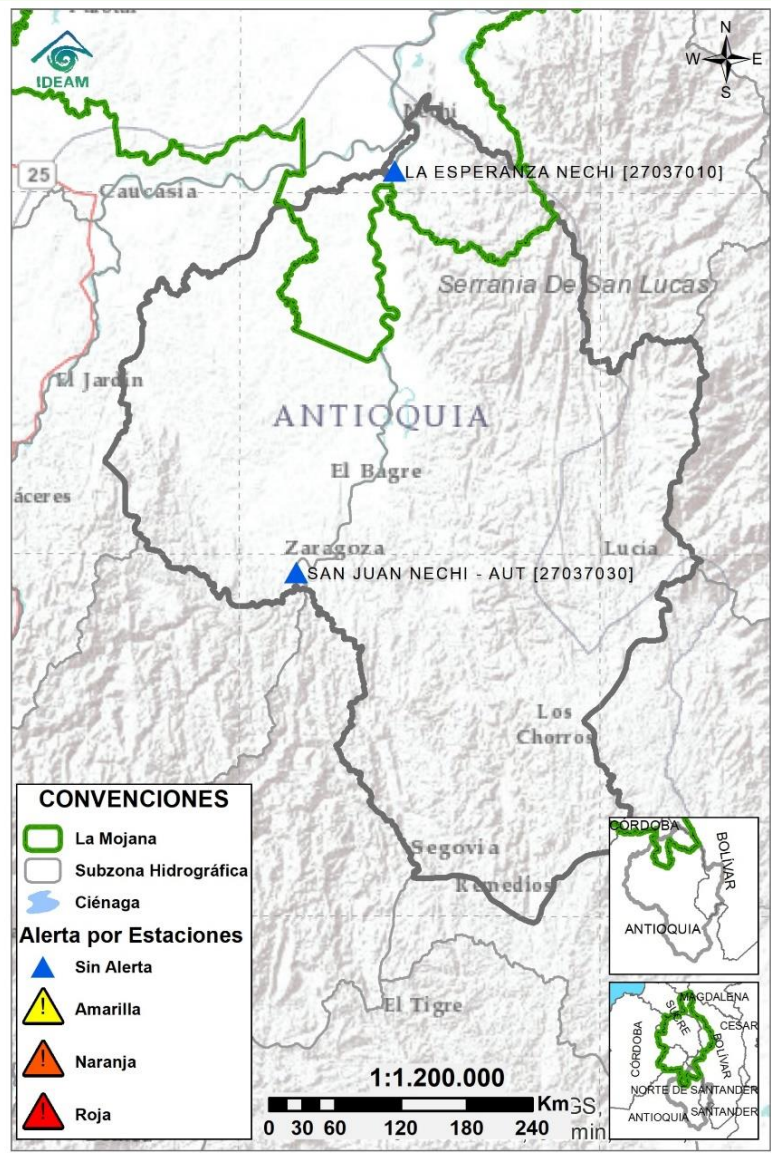 IDEAM
N
W E
S
Nechí
LA ESPERANZA NECHI [27037010]
25
Caucasia
Serrania De San Lucas
El Jardín
ANTIOQUIA
El Bagre
áceres
Zaragoza
Lucia
SAN JUAN NECHI - AUT [27037030]
Los
Chorros
Segovia
Remedios
El Tigre
CONVENCIONES
La Mojana
Subzona Hidrográfica
Ciénaga
Alerta por Estaciones
Sin Alerta
Amarilla
Naranja
Roja
1:1.200.000
Km
0 30 60 120 180 240
min
CÓRDOBA
BOLÍVAR
ANTIOQUIA
MAGDALENA
SUCRE
CESAR
CÓRDOBA
BOLÍVAR
NORTE DE SANTANDER
ANTIOQUIA
SANTANDER